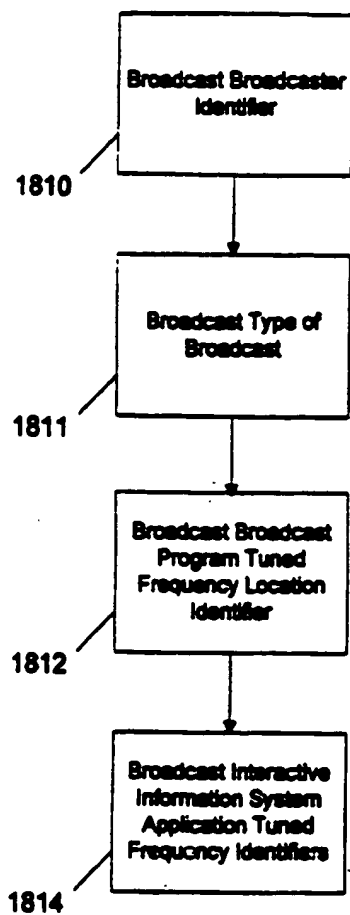 Broadcast Broadcaster
Identifier
1810
Broadcast Type of
Broadcast
1811
Broadcast Broadcast
Program Tuned
Frequency Location
Identifier
1812
Broadcast Interactive
Information System
Application Tuned
Frequency Identifiers
1814